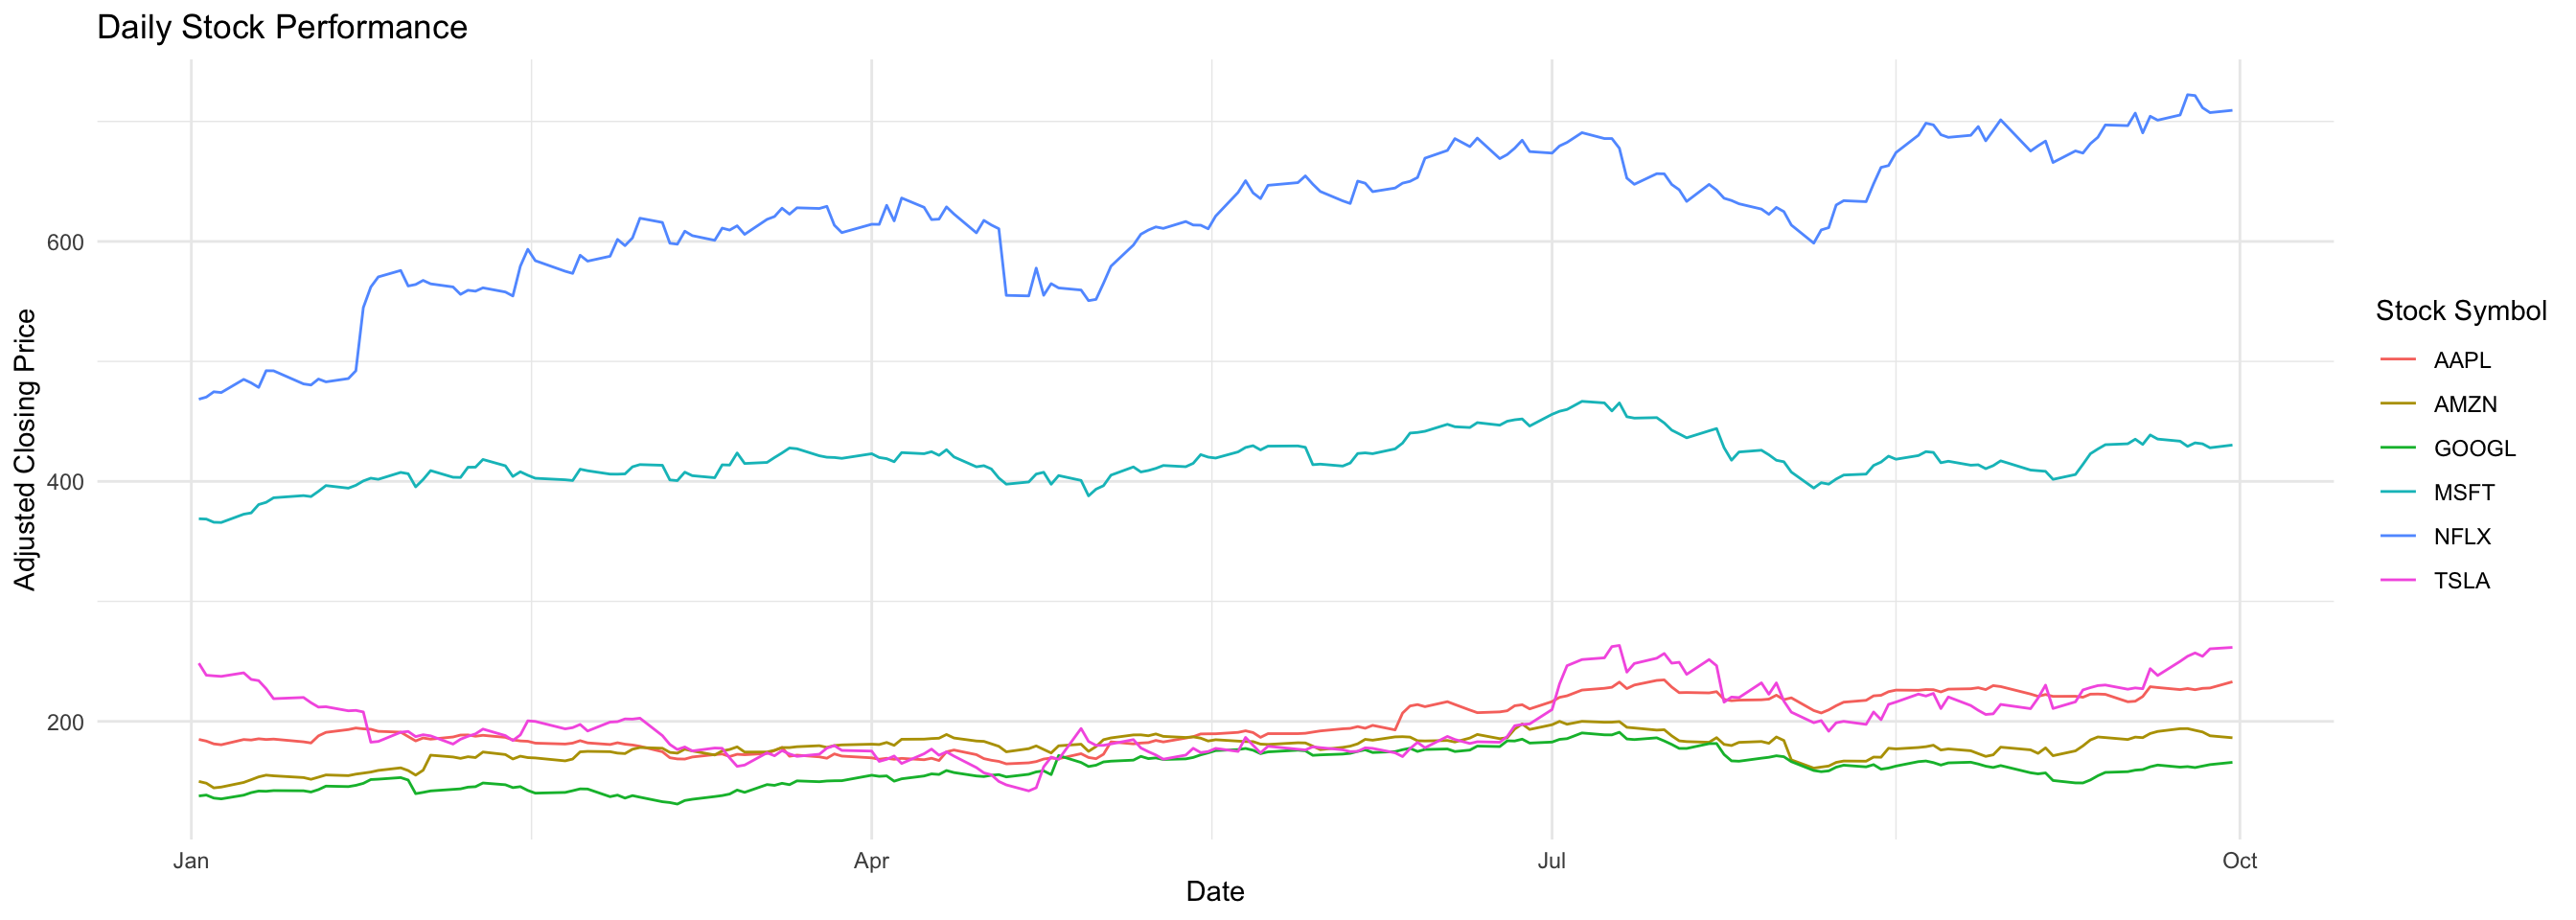 Daily Stock Performance
Adjusted Closing Price
600
400
200
Jan
Apr
Jul
Oct
Date
Stock Symbol
AAPL
AMZN
GOOGL
MSFT
NFLX
TSLA